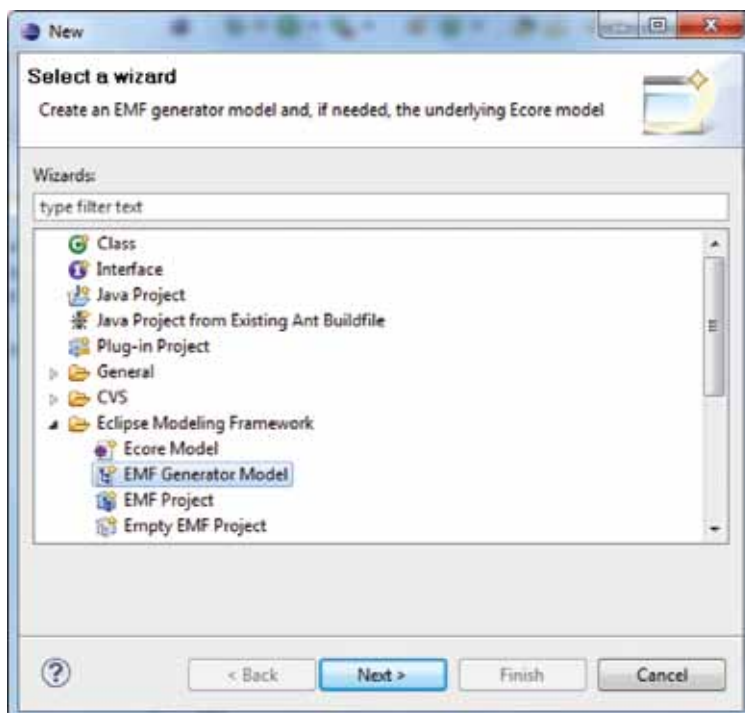 New
Select a wizard
Create an EMF generator model and, if needed, the underlying Ecore model
Wizards:
type filter text
Class
Interface
Java Project
Java Project from Existing Ant Buildfile
Plug-in Project
General
CVS
Eclipse Modeling Framework
Ecore Model
EMF Generator Model
EMF Project
Empty EMF Project
< Back
Next >
Finish
Cancel